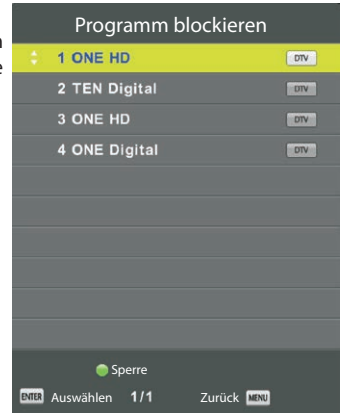 Programm blockieren
1 ONE HD DTV
2 TEN Digital DTV
3 ONE HD DTV
4 ONE Digital DTV
Sperre
ENTER Auswählen 1/1 Zurück MENU